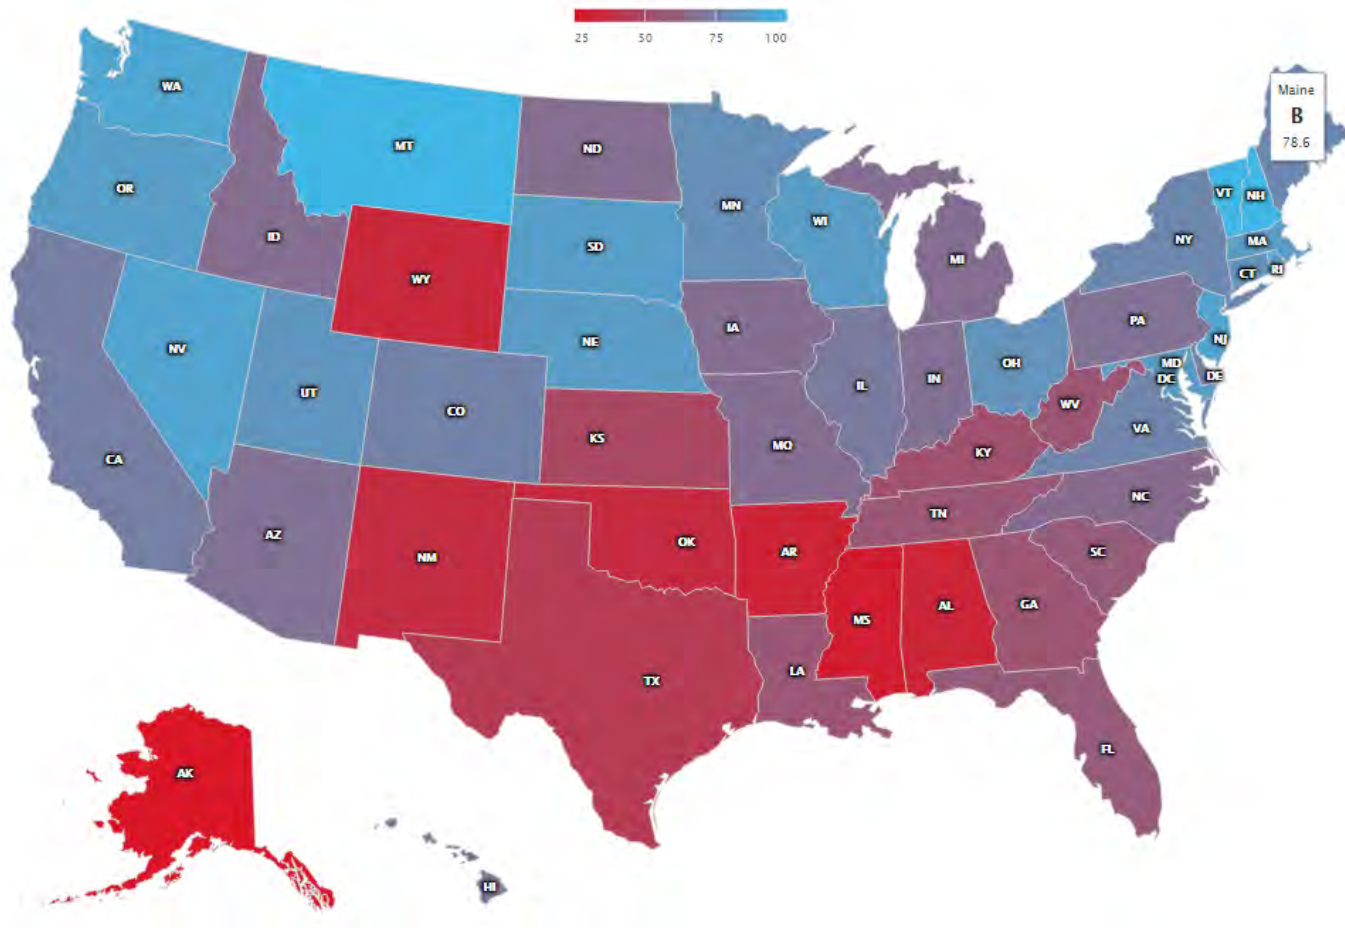 25 50 75 100
Maine
B
78.6
WA
MT
ND
OR
MN
VT NH
WI
ID
SD
NY
MA
MI
CT RI
WY
IA
PA
NE
NV
NJ
OH
MD
UT
IL
IN
DC DE
CO
WV
KS
VA
MO
CA
KY
NC
TN
AZ
OK
AR
SC
NM
AL
GA
MS
LA
TX
FL
AK
HI